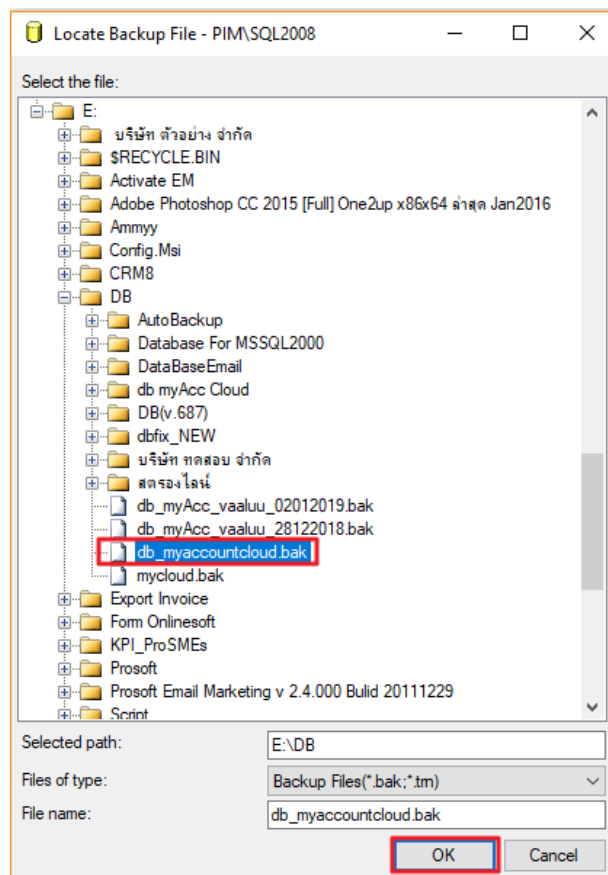 Locate Backup File - PIM\SQL2008
Select the file:
E:
บริษัท ตัวอย่าง จำกัด
$RECYCLE.BIN
Activate EM
Adobe Photoshop CC 2015 [Full] One2up x86x64 ล่าสุด Jan2016
Ammyy
Config.Msi
CRM8
DB
AutoBackup
Database For MSSQL2000
DataBaseEmail
db myAcc Cloud
DB(v.687)
dbfix_NEW
บริษัท ทดสอบ จำกัด
สตรองไลน์
db_myAcc_vaaluu_02012019.bak
db_myAcc_vaaluu_28122018.bak
db_myaccountcloud.bak
mycloud.bak
Export Invoice
Form Onlinesoft
KPI_ProSMEs
Prosoft
Prosoft Email Marketing v 2.4.000 Bulid 20111229
Script
Selected path:
E:\DB
Files of type:
Backup Files(*.bak;*.trn)
File name:
db_myaccountcloud.bak
OK
Cancel